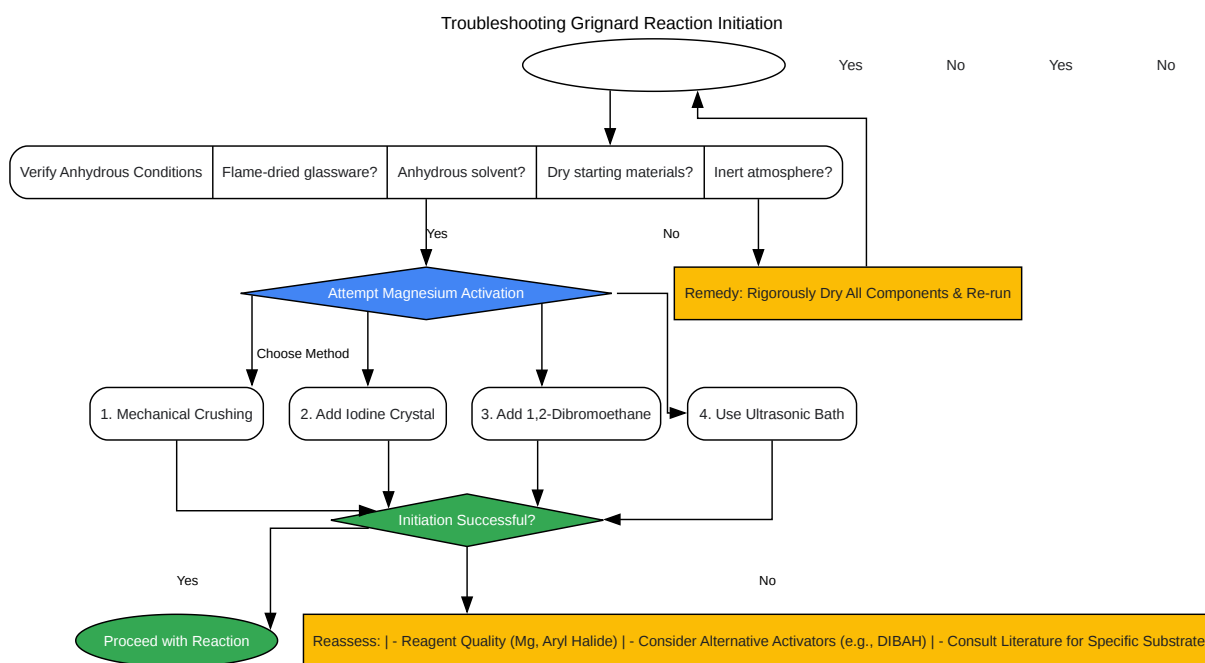 Troubleshooting Grignard Reaction Initiation
Yes No Yes No
Verify Anhydrous Conditions Flame-dried glassware? Anhydrous solvent? Dry starting materials? Inert atmosphere?
Yes No
Attempt Magnesium Activation Remedy: Rigorously Dry All Components & Re-run
Choose Method
1. Mechanical Crushing 2. Add Iodine Crystal 3. Add 1,2-Dibromoethane 4. Use Ultrasonic Bath
Initiation Successful?
Yes No
Proceed with Reaction Reassess: | - Reagent Quality (Mg, Aryl Halide) | - Consider Alternative Activators (e.g., DIBAH) | - Consult Literature for Specific Substrate